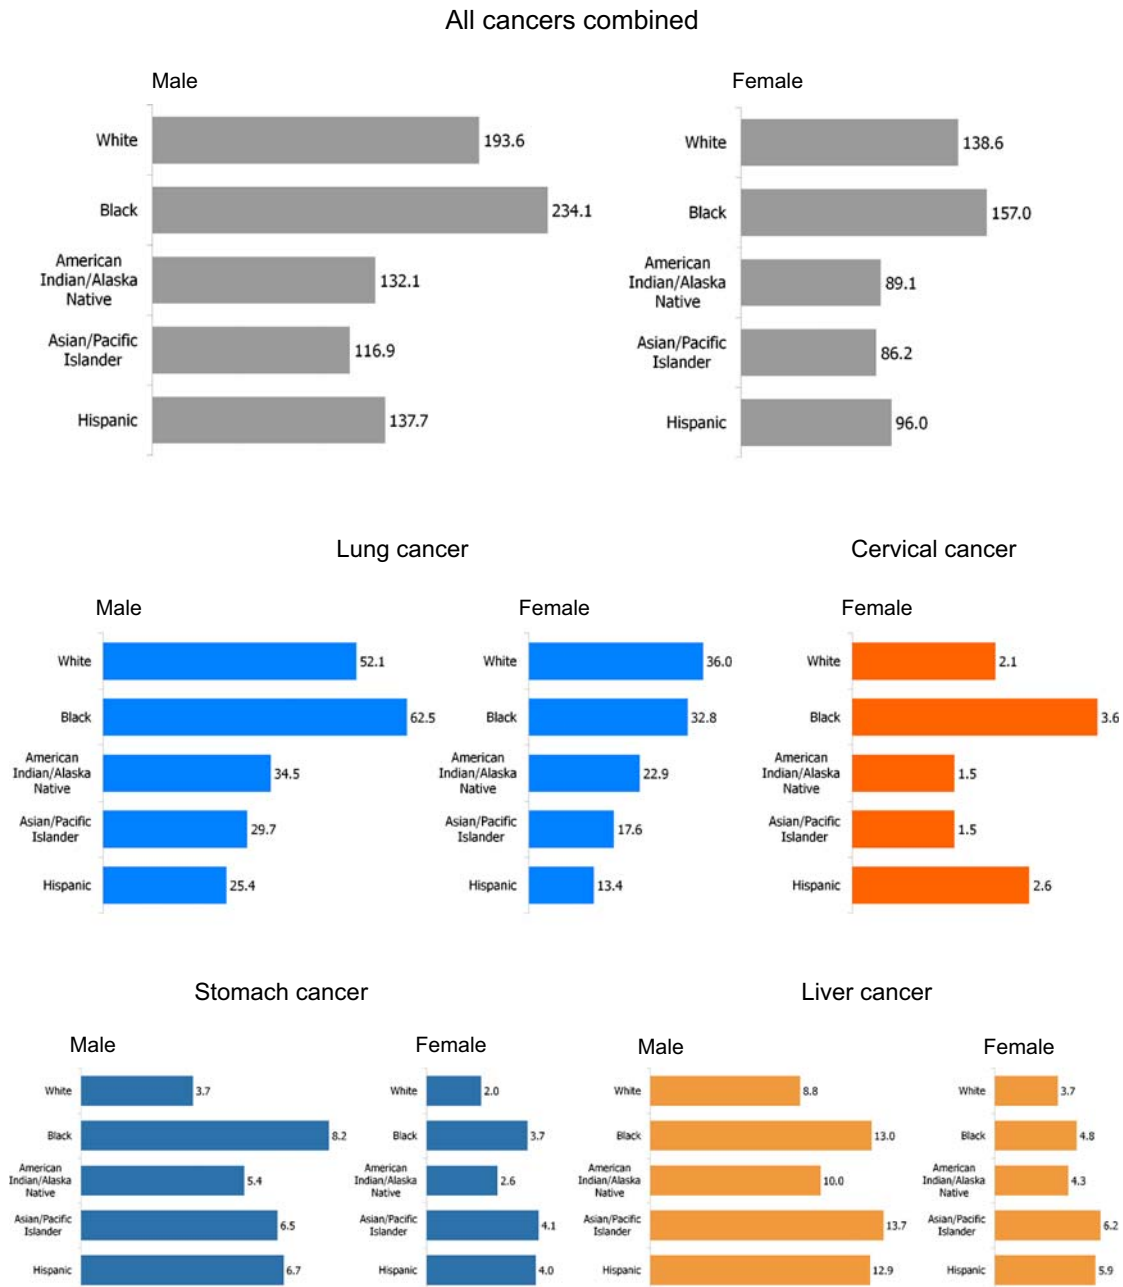 All cancers combined
Male
White
193.6
Black
234.1
American
Indian/Alaska
Native
132.1
Asian/Pacific
Islander
116.9
Hispanic
137.7
Female
White
138.6
Black
157.0
American
Indian/Alaska
Native
89.1
Asian/Pacific
Islander
86.2
Hispanic
96.0
Lung cancer
Male
White
52.1
Black
62.5
American
Indian/Alaska
Native
34.5
Asian/Pacific
Islander
29.7
Hispanic
25.4
Female
White
36.0
Black
32.8
American
Indian/Alaska
Native
22.9
Asian/Pacific
Islander
17.6
Hispanic
13.4
Cervical cancer
Female
White
2.1
Black
3.6
American
Indian/Alaska
Native
1.5
Asian/Pacific
Islander
1.5
Hispanic
2.6
Stomach cancer
Male
White
3.7
Black
8.2
American
Indian/Alaska
Native
5.4
Asian/Pacific
Islander
6.5
Hispanic
6.7
Female
White
2.0
Black
3.7
American
Indian/Alaska
Native
2.6
Asian/Pacific
Islander
4.1
Hispanic
4.0
Liver cancer
Male
White
8.8
Black
13.0
American
Indian/Alaska
Native
10.0
Asian/Pacific
Islander
13.7
Hispanic
12.9
Female
White
3.7
Black
4.8
American
Indian/Alaska
Native
4.3
Asian/Pacific
Islander
6.2
Hispanic
5.9